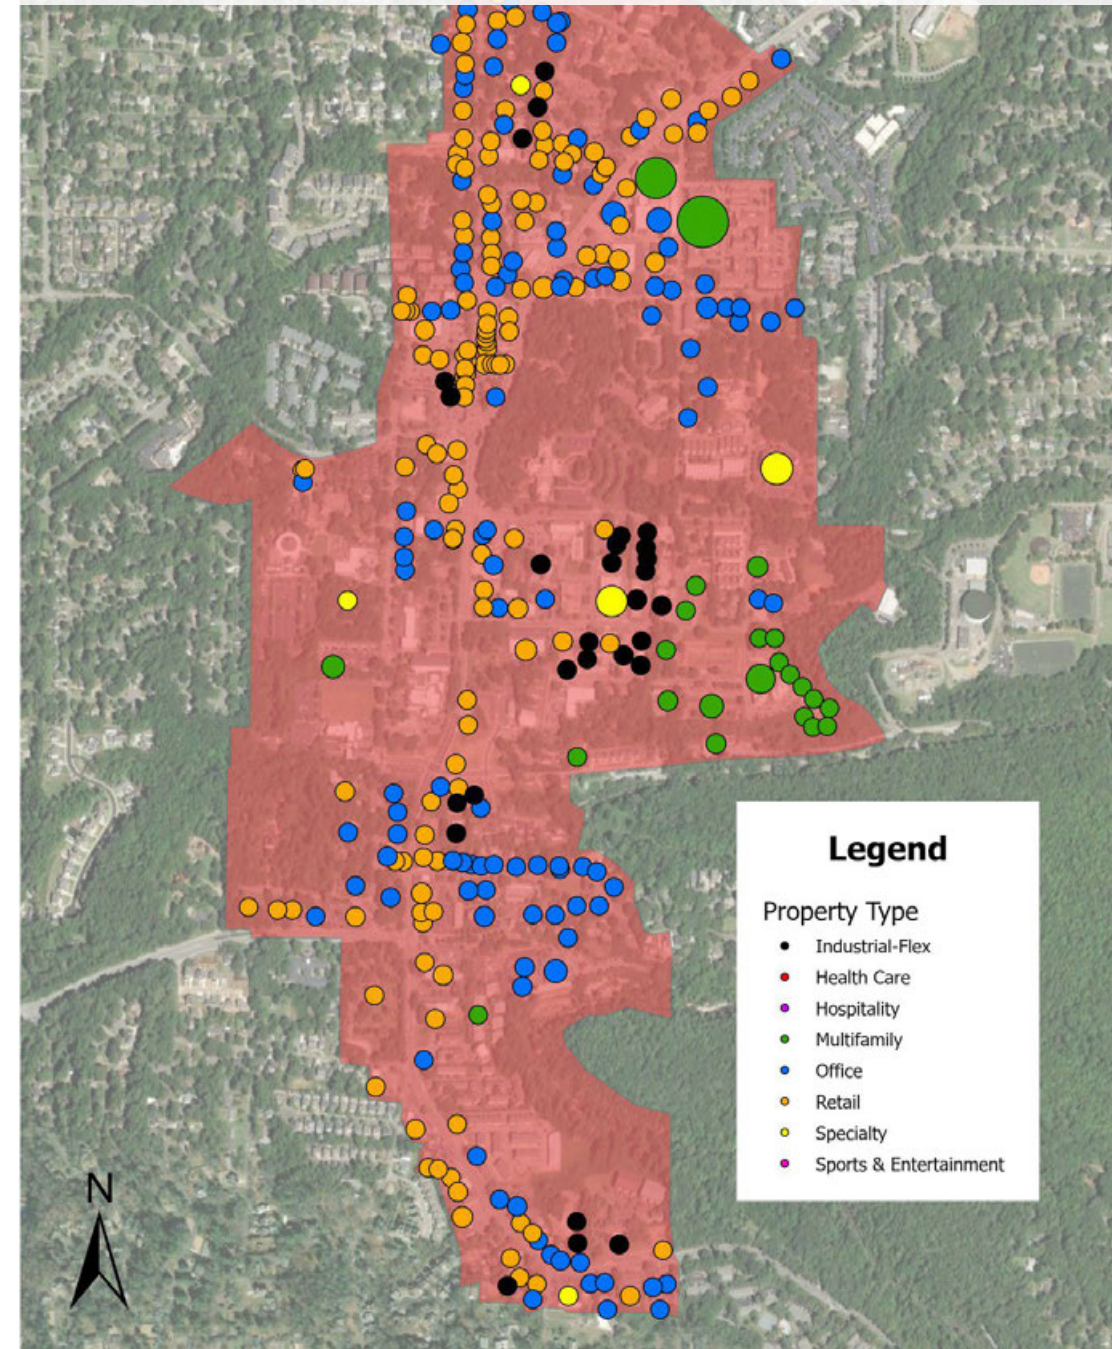 Legend
Property Type
Industrial-Flex
Health Care
Hospitality
Multifamily
Office
Retail
Specialty
Sports & Entertainment
N